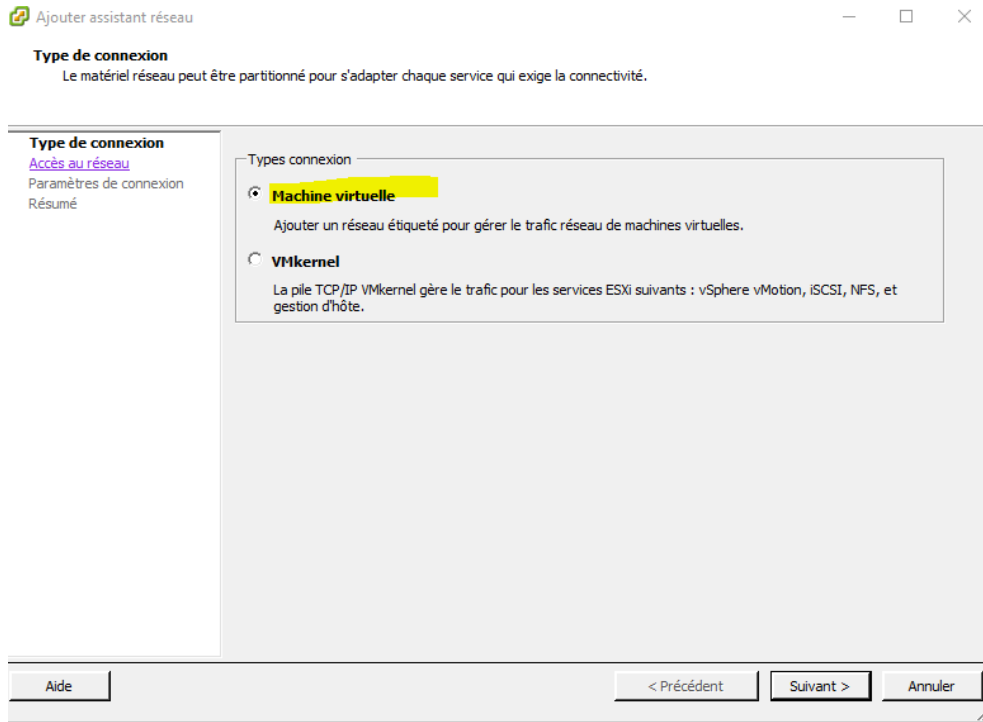 Ajouter assistant réseau
Type de connexion
Le matériel réseau peut être partitionné pour s'adapter chaque service qui exige la connectivité.
Type de connexion
Accès au réseau
Paramètres de connexion
Résumé
Types connexion
Machine virtuelle
Ajouter un réseau étiqueté pour gérer le trafic réseau de machines virtuelles.
VMkernel
La pile TCP/IP VMkernel gère le trafic pour les services ESXi suivants : vSphere vMotion, iSCSI, NFS, et
gestion d'hôte.
Aide
< Précédent
Suivant >
Annuler